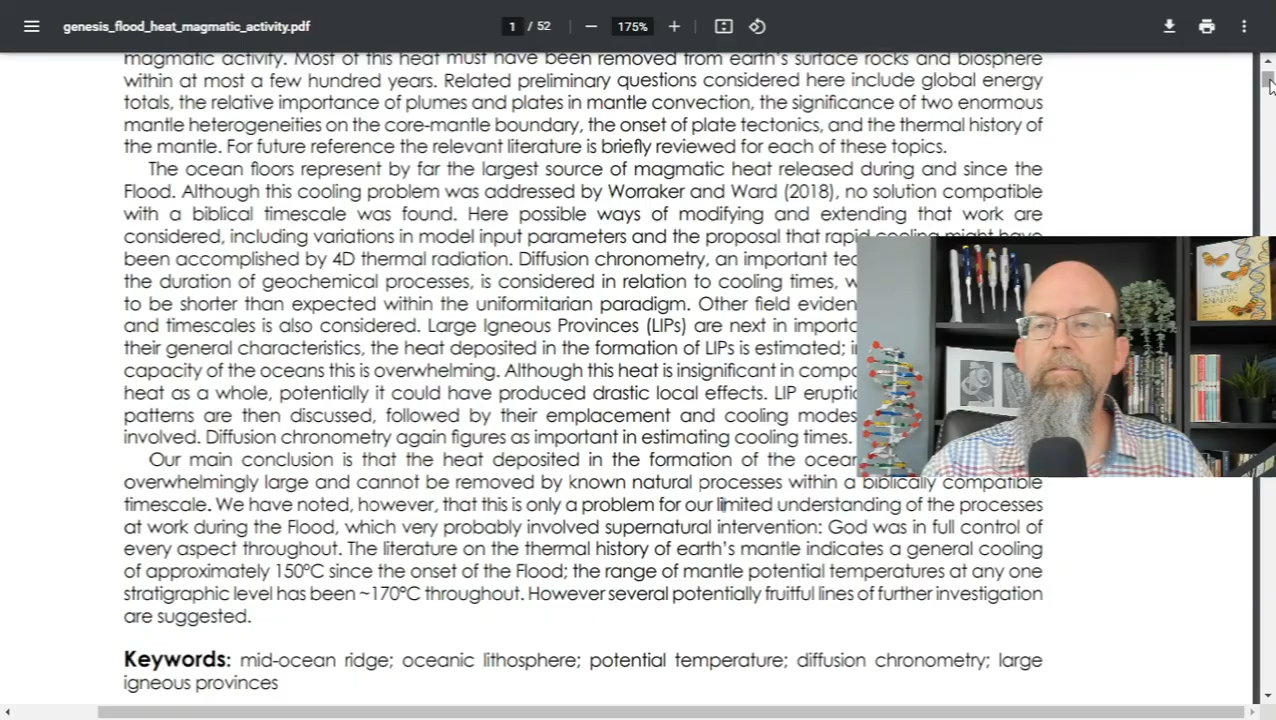 genesis_flood_heat_magmatic_activity.pdf
1 / 52
175%
magmatic activity. Most of this heat must have been removed from earth's surface rocks and biosphere
within at most a few hundred years. Related preliminary questions considered here include global energy
totals, the relative importance of plumes and plates in mantle convection, the significance of two enormous
mantle heterogeneities on the core-mantle boundary, the onset of plate tectonics, and the thermal history of
the mantle. For future reference the relevant literature is briefly reviewed for each of these topics.
The ocean floors represent by far the largest source of magmatic heat released during and since the
Flood. Although this cooling problem was addressed by Worraker and Ward (2018), no solution compatible
with a biblical timescale was found. Here possible ways of modifying and extending that work are
considered, including variations in model input parameters and the proposal that rapid cooling might have
been accomplished by 4D thermal radiation. Diffusion chronometry, an important
the duration of geochemical processes, is considered in relation to cooling times,
to be shorter than expected within the uniformitarian paradigm. Other field
and timescales is also considered. Large Igneous Provinces (LIPs) are next in
their general characteristics, the heat deposited in the formation of LIPs is estimated;
capacity of the oceans this is overwhelming. Although this heat is insignificant in
heat as a whole, potentially it could have produced drastic local effects. LIP
patterns are then discussed, followed by their emplacement and cooling modes
involved. Diffusion chronometry again figures as important in estimating cooling times.
Our main conclusion is that the heat deposited in the formation of the
overwhelmingly large and cannot be removed by known natural processes within a biblically compatible
timescale. We have noted, however, that this is only a problem for our limited understanding of the processes
at work during the Flood, which very probably involved supernatural intervention: God was in full control of
every aspect throughout. The literature on the thermal history of earth's mantle indicates a general cooling
of approximately 150°C since the onset of the Flood; the range of mantle potential temperatures at any one
stratigraphic level has been ~170°C throughout. However several potentially fruitful lines of further investigation
are suggested.
Keywords: mid-ocean ridge; oceanic lithosphere; potential temperature; diffusion chronometry; large
igneous provinces